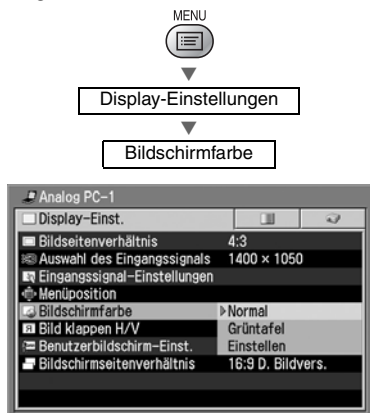 MENU
Display-Einstellungen
Bildschirmfarbe
Analog PC-1
Display-Einst.
Bildseitenverhältnis 4:3
Auswahl des Eingangssignals 1400 × 1050
Eingangssignal-Einstellungen
Menüposition
Bildschirmfarbe Normal
Bild klappen H/V Grüntafel
Benutzerbildschirm-Einst. Einstellen
Bildschirmseitenverhältnis 16:9 D. Bildvers.